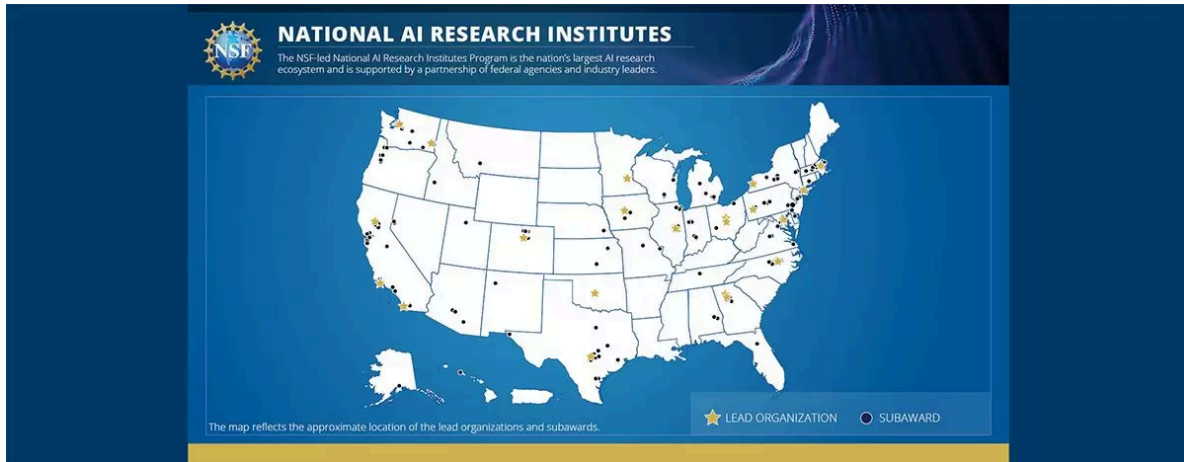 NSF
NATIONAL AI RESEARCH INSTITUTES
The NSF-led National AI Research Institutes Program is the nation's largest AI research
ecosystem and is supported by a partnership of federal agencies and industry leaders.
LEAD ORGANIZATION SUBAWARD
The map reflects the approximate location of the lead organizations and subawards.